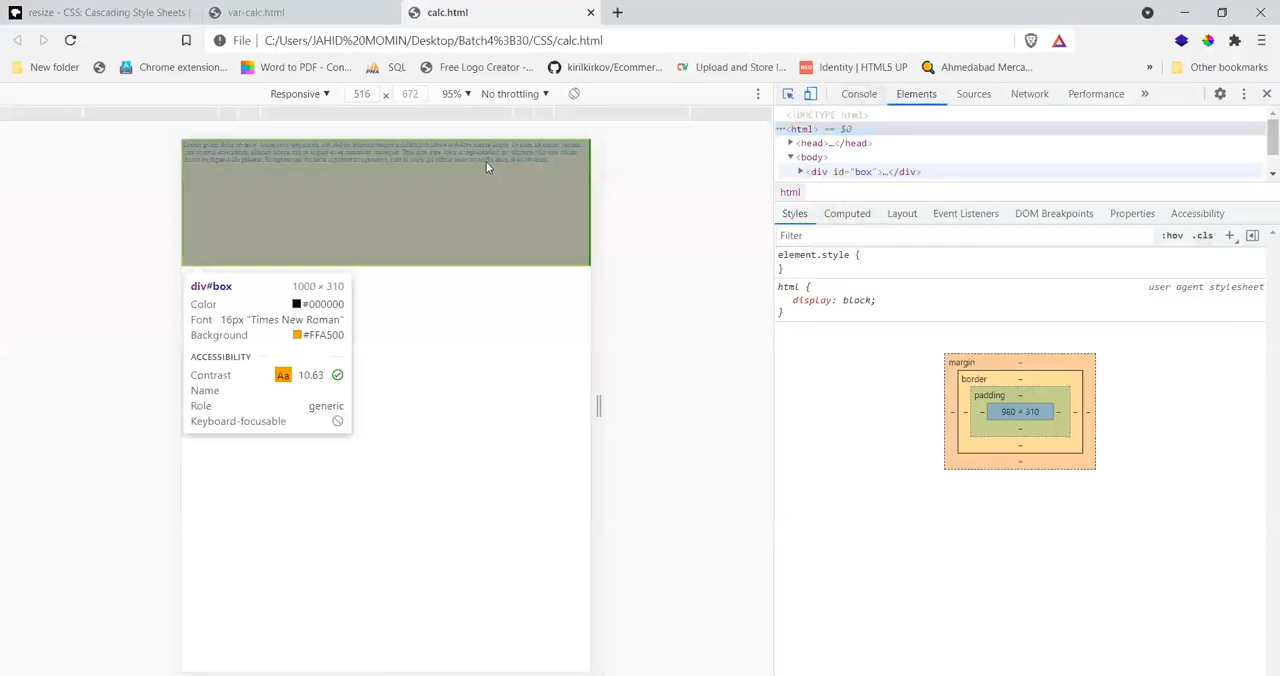 resize - CSS: Cascading Style Sheets |
var-calc.html
calc.html
File
C:/Users/JAHID%20MOMIN/Desktop/Batch4%3B30/CSS/calc.html
New folder
Chrome extension...
Word to PDF - Con...
SQL
Free Logo Creator -...
kirilkirkov/Ecommer...
Upload and Store I...
Identity | HTML5 UP
Ahmedabad Merca...
»
Other bookmarks
Responsive
516 x 672
95%
No throttling
Console
Elements
Sources
Network
Performance
»
<!DOCTYPE html>
···<html> == $0
<head>…</head>
<body>
<div id="box">…</div>
html
Styles
Computed
Layout
Event Listeners
DOM Breakpoints
Properties
Accessibility
Filter
:hov
.cls
+
element.style {
}
html {
user agent stylesheet
display: block;
}
margin –
border –
padding –
– – – 980 × 310 – – –
–
–
–
div#box 1000 × 310
Color #000000
Font 16px "Times New Roman"
Background #FFA500
ACCESSIBILITY
Contrast Aa 10.63
Name
Role generic
Keyboard-focusable